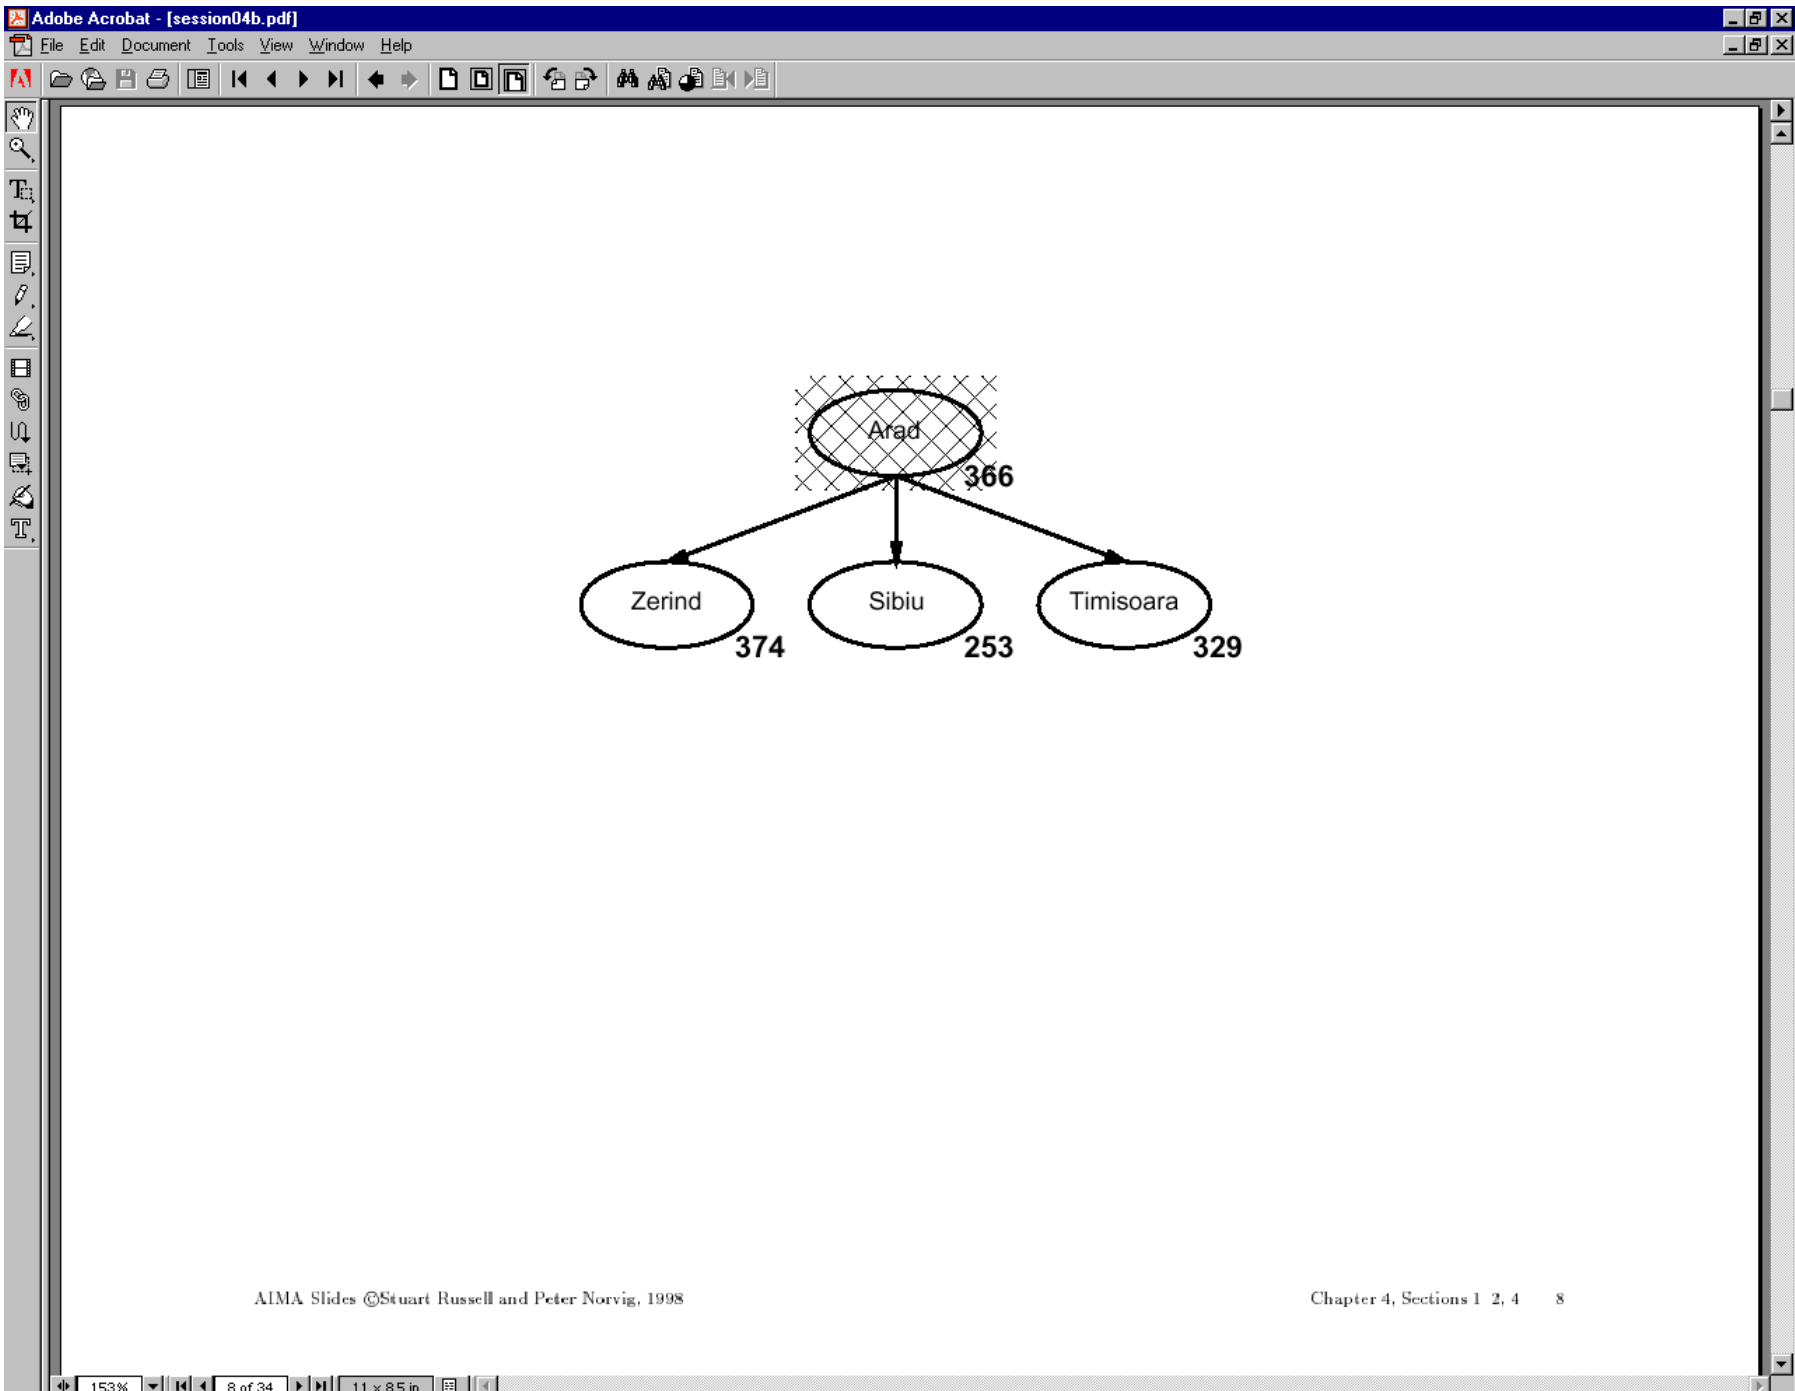 Adobe Acrobat - [session04b.pdf]
File Edit Document Tools View Window Help
Arad
366
Zerind Sibiu Timisoara
374 253 329
AIMA Slides ©Stuart Russell and Peter Norvig, 1998 Chapter 4, Sections 1 2, 4 8
153% 8 of 34 11 x 8.5 in